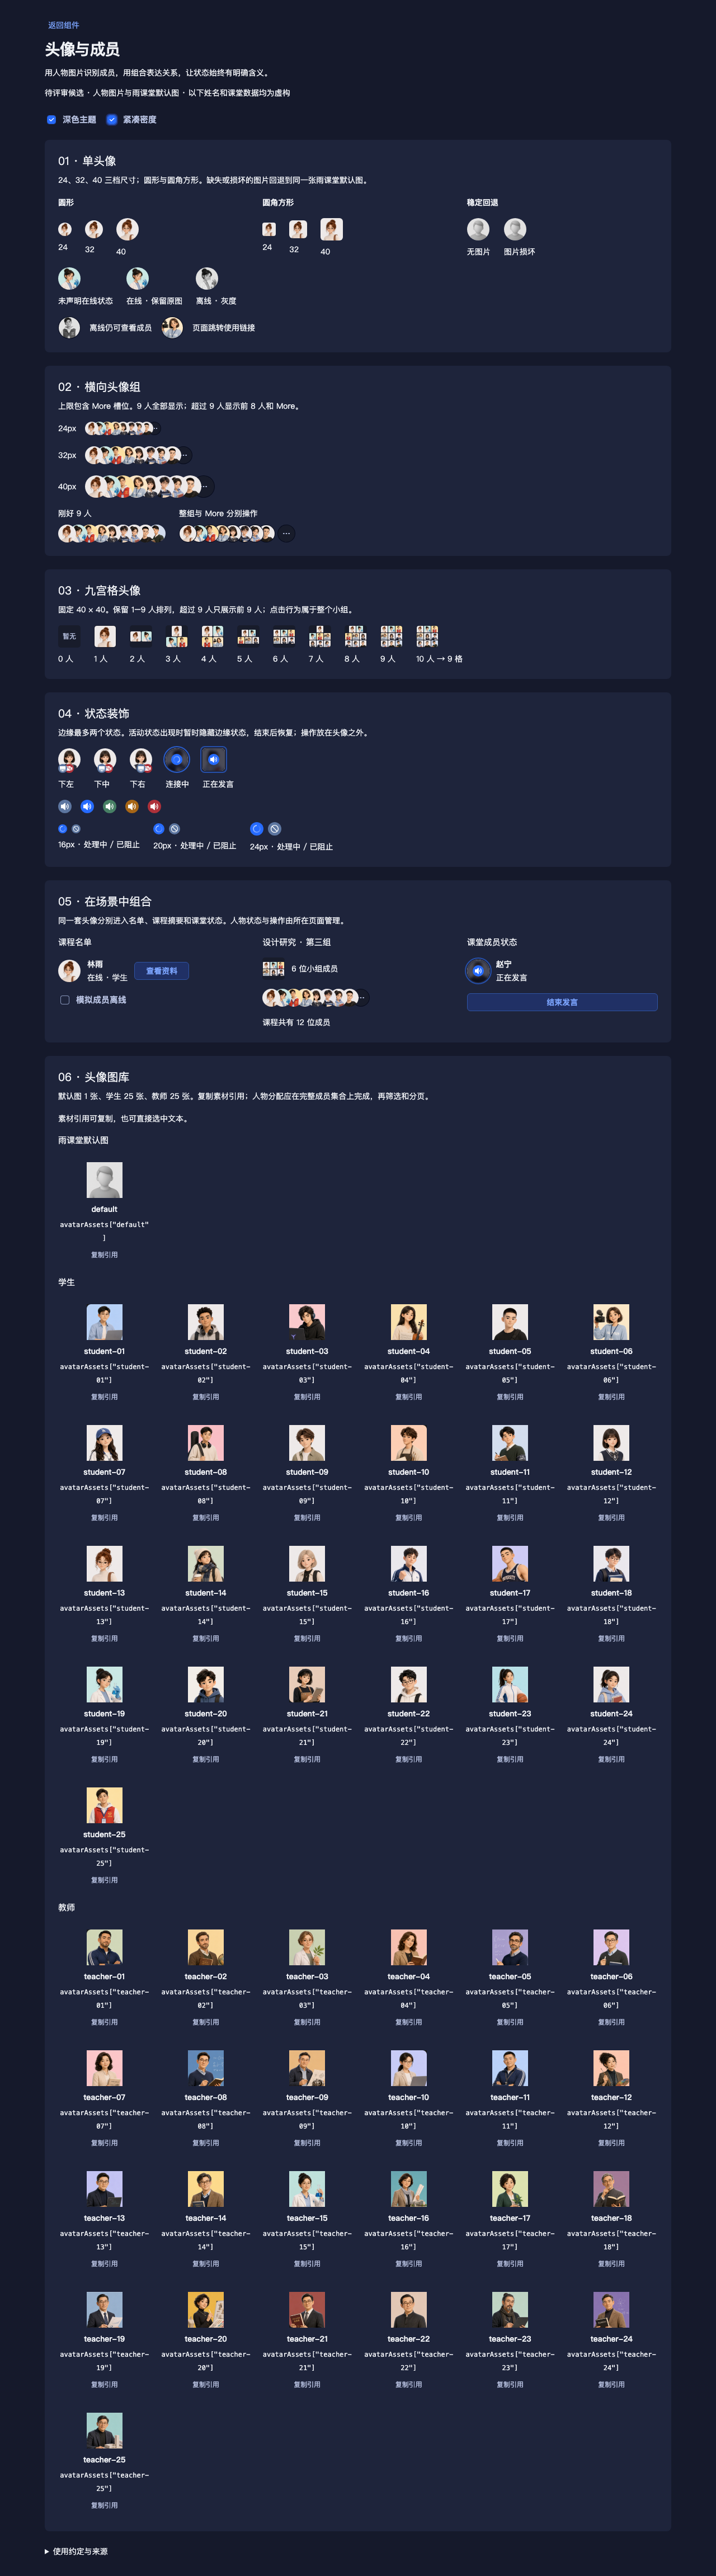 返回组件
头像与成员
用人物图片识别成员，用组合表达关系，让状态始终有明确含义。
待评审候选 · 人物图片与雨课堂默认图 · 以下姓名和课堂数据均为虚构
深色主题 紧凑密度
01 · 单头像
24、32、40 三档尺寸；圆形与圆角方形。缺失或损坏的图片回退到同一张雨课堂默认图。
圆形 圆角方形 稳定回退
24 32 40 24 32 40 无图片 图片损坏
未声明在线状态 在线 · 保留原图 离线 · 灰度
离线仍可查看成员 页面跳转使用链接
02 · 横向头像组
上限包含 More 槽位。9 人全部显示；超过 9 人显示前 8 人和 More。
24px
32px
40px
刚好 9 人 整组与 More 分别操作
03 · 九宫格头像
固定 40 × 40。保留 1–9 人排列，超过 9 人只展示前 9 人；点击行为属于整个小组。
暂无
0 人 1 人 2 人 3 人 4 人 5 人 6 人 7 人 8 人 9 人 10 人 → 9 格
04 · 状态装饰
边缘最多两个状态。活动状态出现时暂时隐藏边缘状态，结束后恢复；操作放在头像之外。
下左 下中 下右 连接中 正在发言
16px · 处理中 / 已阻止 20px · 处理中 / 已阻止 24px · 处理中 / 已阻止
05 · 在场景中组合
同一套头像分别进入名单、课程摘要和课堂状态。人物状态与操作由所在页面管理。
课程名单 设计研究 · 第三组 课堂成员状态
林雨
在线 · 学生
查看资料
模拟成员离线
6 位小组成员
课程共有 12 位成员
赵宁
正在发言
结束发言
06 · 头像图库
默认图 1 张、学生 25 张、教师 25 张。复制素材引用；人物分配应在完整成员集合上完成，再筛选和分页。
素材引用可复制，也可直接选中文本。
雨课堂默认图
default
avatarAssets["default"
]
复制引用
学生
student-01 student-02 student-03 student-04 student-05 student-06
avatarAssets["student- avatarAssets["student- avatarAssets["student- avatarAssets["student- avatarAssets["student- avatarAssets["student-
01"] 02"] 03"] 04"] 05"] 06"]
复制引用 复制引用 复制引用 复制引用 复制引用 复制引用
student-07 student-08 student-09 student-10 student-11 student-12
avatarAssets["student- avatarAssets["student- avatarAssets["student- avatarAssets["student- avatarAssets["student- avatarAssets["student-
07"] 08"] 09"] 10"] 11"] 12"]
复制引用 复制引用 复制引用 复制引用 复制引用 复制引用
student-13 student-14 student-15 student-16 student-17 student-18
avatarAssets["student- avatarAssets["student- avatarAssets["student- avatarAssets["student- avatarAssets["student- avatarAssets["student-
13"] 14"] 15"] 16"] 17"] 18"]
复制引用 复制引用 复制引用 复制引用 复制引用 复制引用
student-19 student-20 student-21 student-22 student-23 student-24
avatarAssets["student- avatarAssets["student- avatarAssets["student- avatarAssets["student- avatarAssets["student- avatarAssets["student-
19"] 20"] 21"] 22"] 23"] 24"]
复制引用 复制引用 复制引用 复制引用 复制引用 复制引用
student-25
avatarAssets["student-
25"]
复制引用
教师
teacher-01 teacher-02 teacher-03 teacher-04 teacher-05 teacher-06
avatarAssets["teacher- avatarAssets["teacher- avatarAssets["teacher- avatarAssets["teacher- avatarAssets["teacher- avatarAssets["teacher-
01"] 02"] 03"] 04"] 05"] 06"]
复制引用 复制引用 复制引用 复制引用 复制引用 复制引用
teacher-07 teacher-08 teacher-09 teacher-10 teacher-11 teacher-12
avatarAssets["teacher- avatarAssets["teacher- avatarAssets["teacher- avatarAssets["teacher- avatarAssets["teacher- avatarAssets["teacher-
07"] 08"] 09"] 10"] 11"] 12"]
复制引用 复制引用 复制引用 复制引用 复制引用 复制引用
teacher-13 teacher-14 teacher-15 teacher-16 teacher-17 teacher-18
avatarAssets["teacher- avatarAssets["teacher- avatarAssets["teacher- avatarAssets["teacher- avatarAssets["teacher- avatarAssets["teacher-
13"] 14"] 15"] 16"] 17"] 18"]
复制引用 复制引用 复制引用 复制引用 复制引用 复制引用
teacher-19 teacher-20 teacher-21 teacher-22 teacher-23 teacher-24
avatarAssets["teacher- avatarAssets["teacher- avatarAssets["teacher- avatarAssets["teacher- avatarAssets["teacher- avatarAssets["teacher-
19"] 20"] 21"] 22"] 23"] 24"]
复制引用 复制引用 复制引用 复制引用 复制引用 复制引用
teacher-25
avatarAssets["teacher-
25"]
复制引用
使用约定与来源